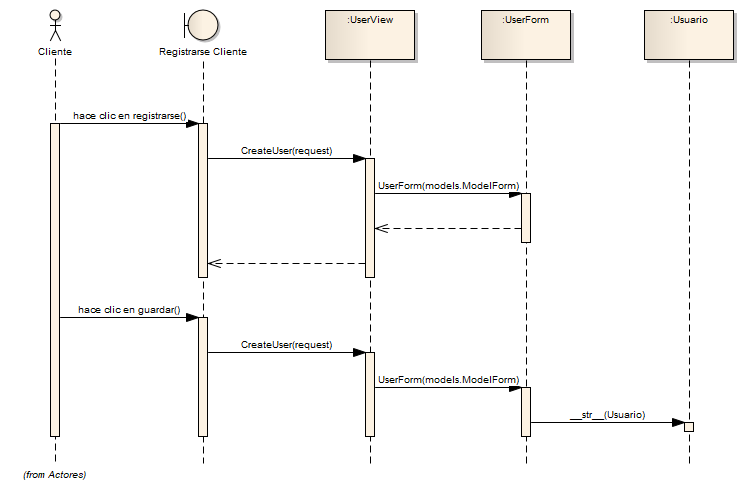 :UserView
:UserForm
:Usuario
Cliente
Registrarse Cliente
hace clic en registrarse()
CreateUser(request)
UserForm(models.ModelForm)
hace clic en guardar()
CreateUser(request)
UserForm(models.ModelForm)
__str__(Usuario)
(from Actores)